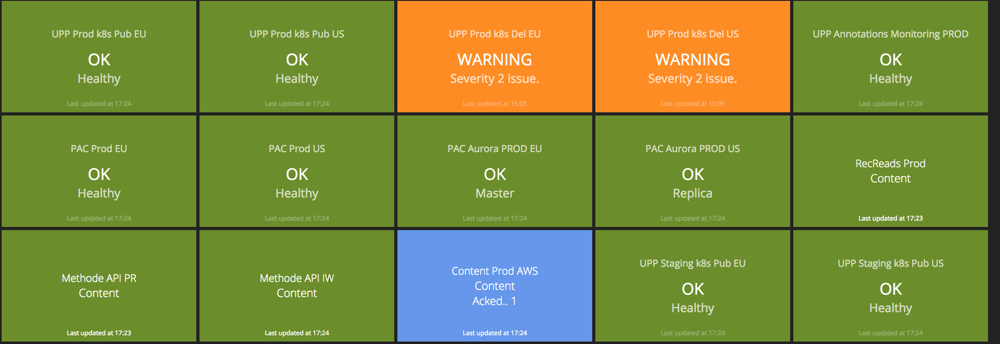 UPP Prod k8s Pub EU
OK
Healthy
Last updated at 17:24
UPP Prod k8s Pub US
OK
Healthy
Last updated at 17:24
UPP Prod k8s Del EU
WARNING
Severity 2 issue.
Last updated at 15:05
UPP Prod k8s Del US
WARNING
Severity 2 issue.
Last updated at 15:05
UPP Annotations Monitoring PROD
OK
Healthy
Last updated at 17:24
PAC Prod EU
OK
Healthy
Last updated at 17:24
PAC Prod US
OK
Healthy
Last updated at 17:24
PAC Aurora PROD EU
OK
Master
Last updated at 17:24
PAC Aurora PROD US
OK
Replica
Last updated at 17:24
RecReads Prod
Content
Last updated at 17:23
Methode API PR
Content
Last updated at 17:23
Methode API IW
Content
Last updated at 17:24
Content Prod AWS
Content
Acked.. 1
Last updated at 17:24
UPP Staging k8s Pub EU
OK
Healthy
Last updated at 17:24
UPP Staging k8s Pub US
OK
Healthy
Last updated at 17:24